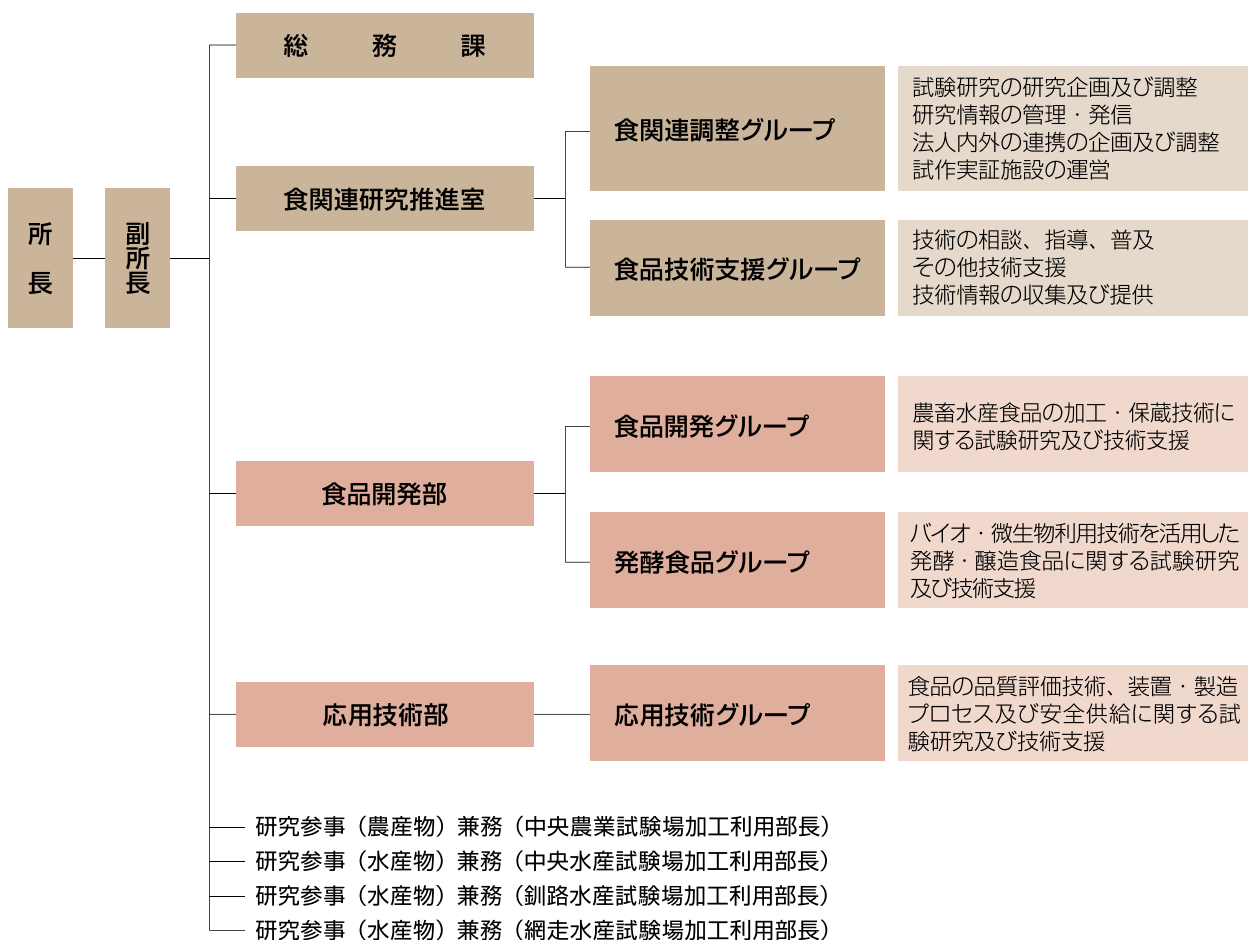 所長
副所長
総務課
食関連研究推進室
食関連調整グループ
試験研究の研究企画及び調整
研究情報の管理・発信
法人内外の連携の企画及び調整
試作実証施設の運営
食品技術支援グループ
技術の相談、指導、普及
その他技術支援
技術情報の収集及び提供
食品開発部
食品開発グループ
農畜水産食品の加工・保蔵技術に
関する試験研究及び技術支援
発酵食品グループ
バイオ・微生物利用技術を活用した
発酵・醸造食品に関する試験研究
及び技術支援
応用技術部
応用技術グループ
食品の品質評価技術、装置・製造
プロセス及び安全供給に関する試
験研究及び技術支援
研究参事（農産物）兼務（中央農業試験場加工利用部長）
研究参事（水産物）兼務（中央水産試験場加工利用部長）
研究参事（水産物）兼務（釧路水産試験場加工利用部長）
研究参事（水産物）兼務（網走水産試験場加工利用部長）